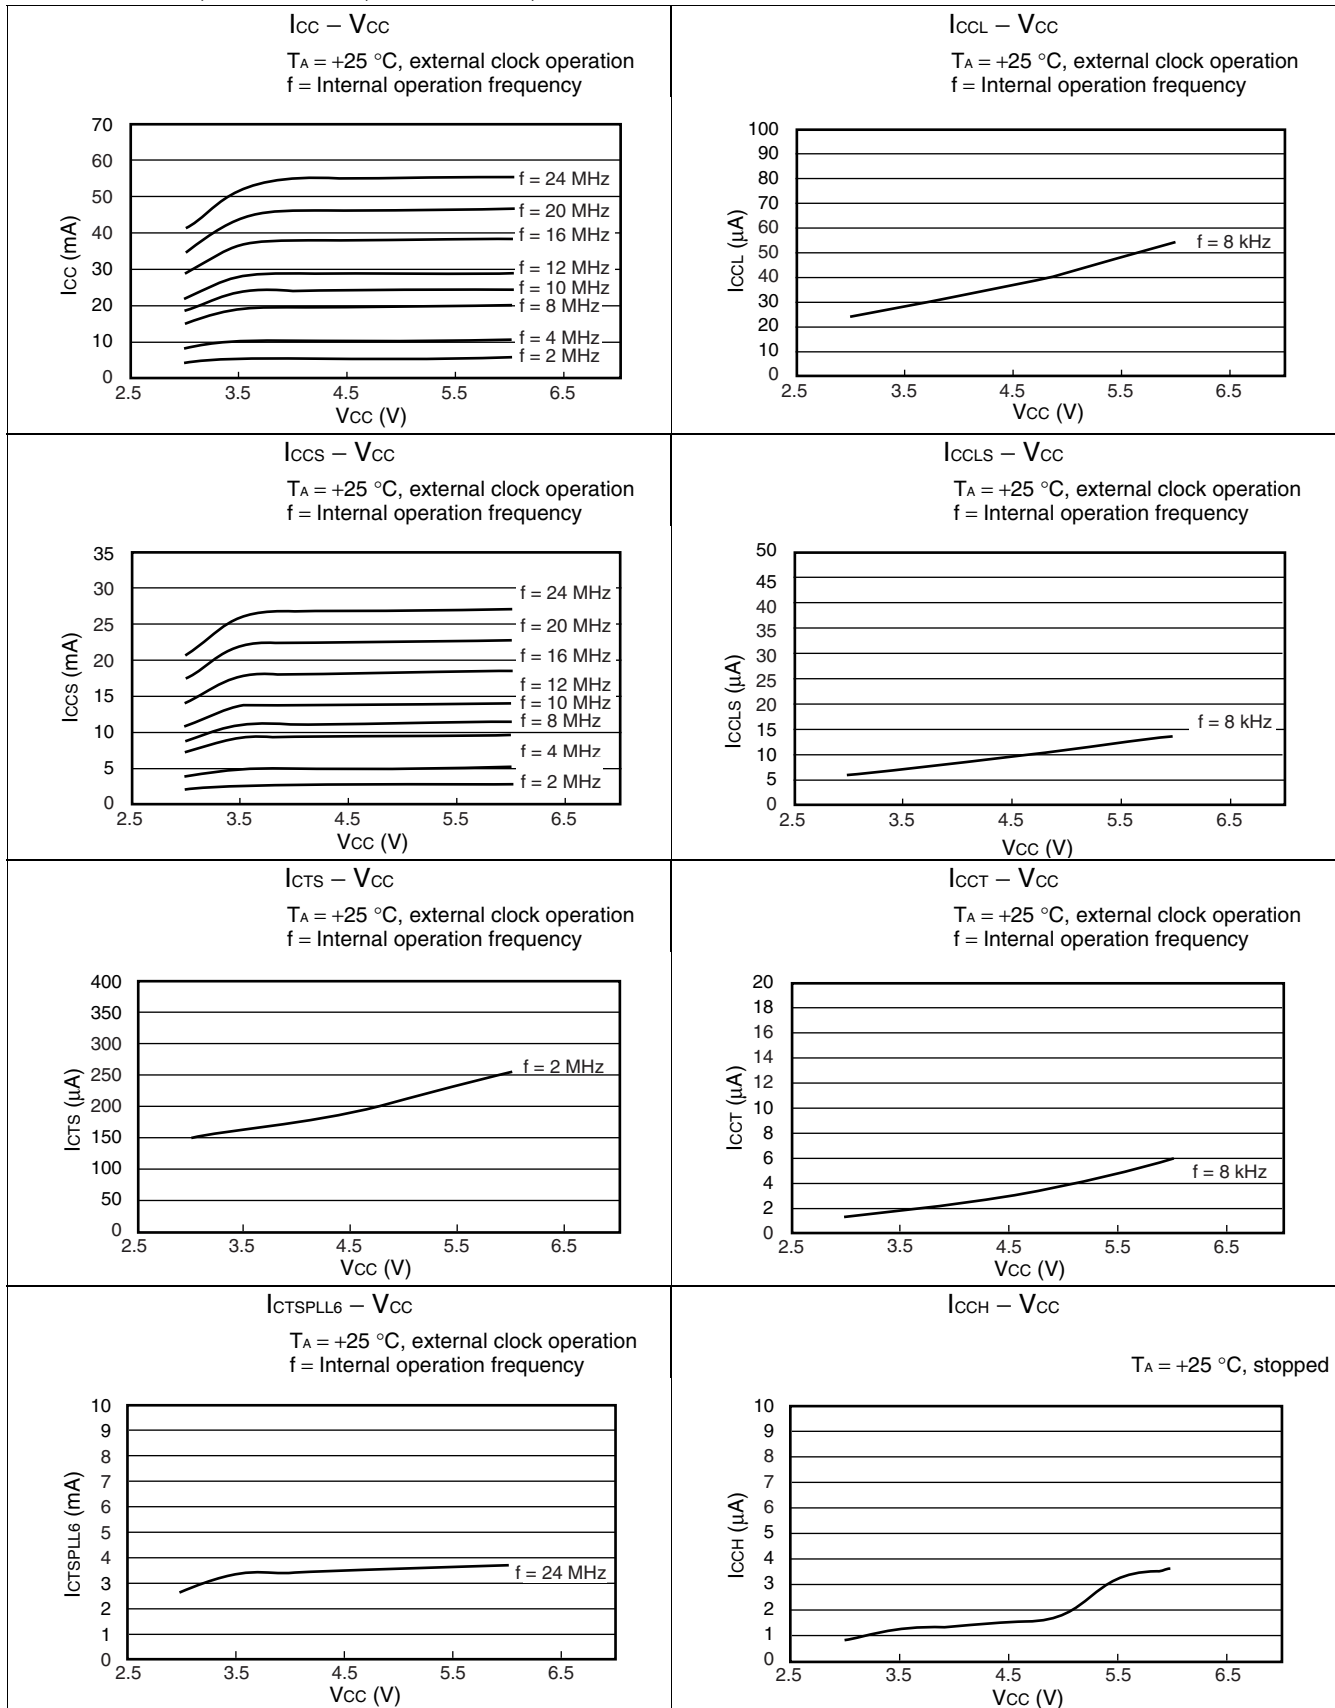 ICC – VCC
TA = +25 °C, external clock operation
f = Internal operation frequency
70
60
50
40
30
20
10
0
ICC (mA)
f = 24 MHz
f = 20 MHz
f = 16 MHz
f = 12 MHz
f = 10 MHz
f = 8 MHz
f = 4 MHz
f = 2 MHz
2.5 3.5 4.5 5.5 6.5
VCC (V)
ICCL – VCC
TA = +25 °C, external clock operation
f = Internal operation frequency
100
90
80
70
60
50
40
30
20
10
0
ICCL (µA)
f = 8 kHz
2.5 3.5 4.5 5.5 6.5
VCC (V)
ICCS – VCC
TA = +25 °C, external clock operation
f = Internal operation frequency
35
30
25
20
15
10
5
0
ICCS (mA)
f = 24 MHz
f = 20 MHz
f = 16 MHz
f = 12 MHz
f = 10 MHz
f = 8 MHz
f = 4 MHz
f = 2 MHz
2.5 3.5 4.5 5.5 6.5
VCC (V)
ICCLS – VCC
TA = +25 °C, external clock operation
f = Internal operation frequency
50
45
40
35
30
25
20
15
10
5
0
ICCLS (µA)
f = 8 kHz
2.5 3.5 4.5 5.5 6.5
VCC (V)
ICTS – VCC
TA = +25 °C, external clock operation
f = Internal operation frequency
400
350
300
250
200
150
100
50
0
ICTS (µA)
f = 2 MHz
2.5 3.5 4.5 5.5 6.5
VCC (V)
ICCT – VCC
TA = +25 °C, external clock operation
f = Internal operation frequency
20
18
16
14
12
10
8
6
4
2
0
ICCT (µA)
f = 8 kHz
2.5 3.5 4.5 5.5 6.5
VCC (V)
ICTSPLL6 – VCC
TA = +25 °C, external clock operation
f = Internal operation frequency
10
9
8
7
6
5
4
3
2
1
0
ICTSPLL6 (mA)
f = 24 MHz
2.5 3.5 4.5 5.5 6.5
VCC (V)
ICCH – VCC
TA = +25 °C, stopped
10
9
8
7
6
5
4
3
2
1
0
ICCH (µA)
2.5 3.5 4.5 5.5 6.5
VCC (V)